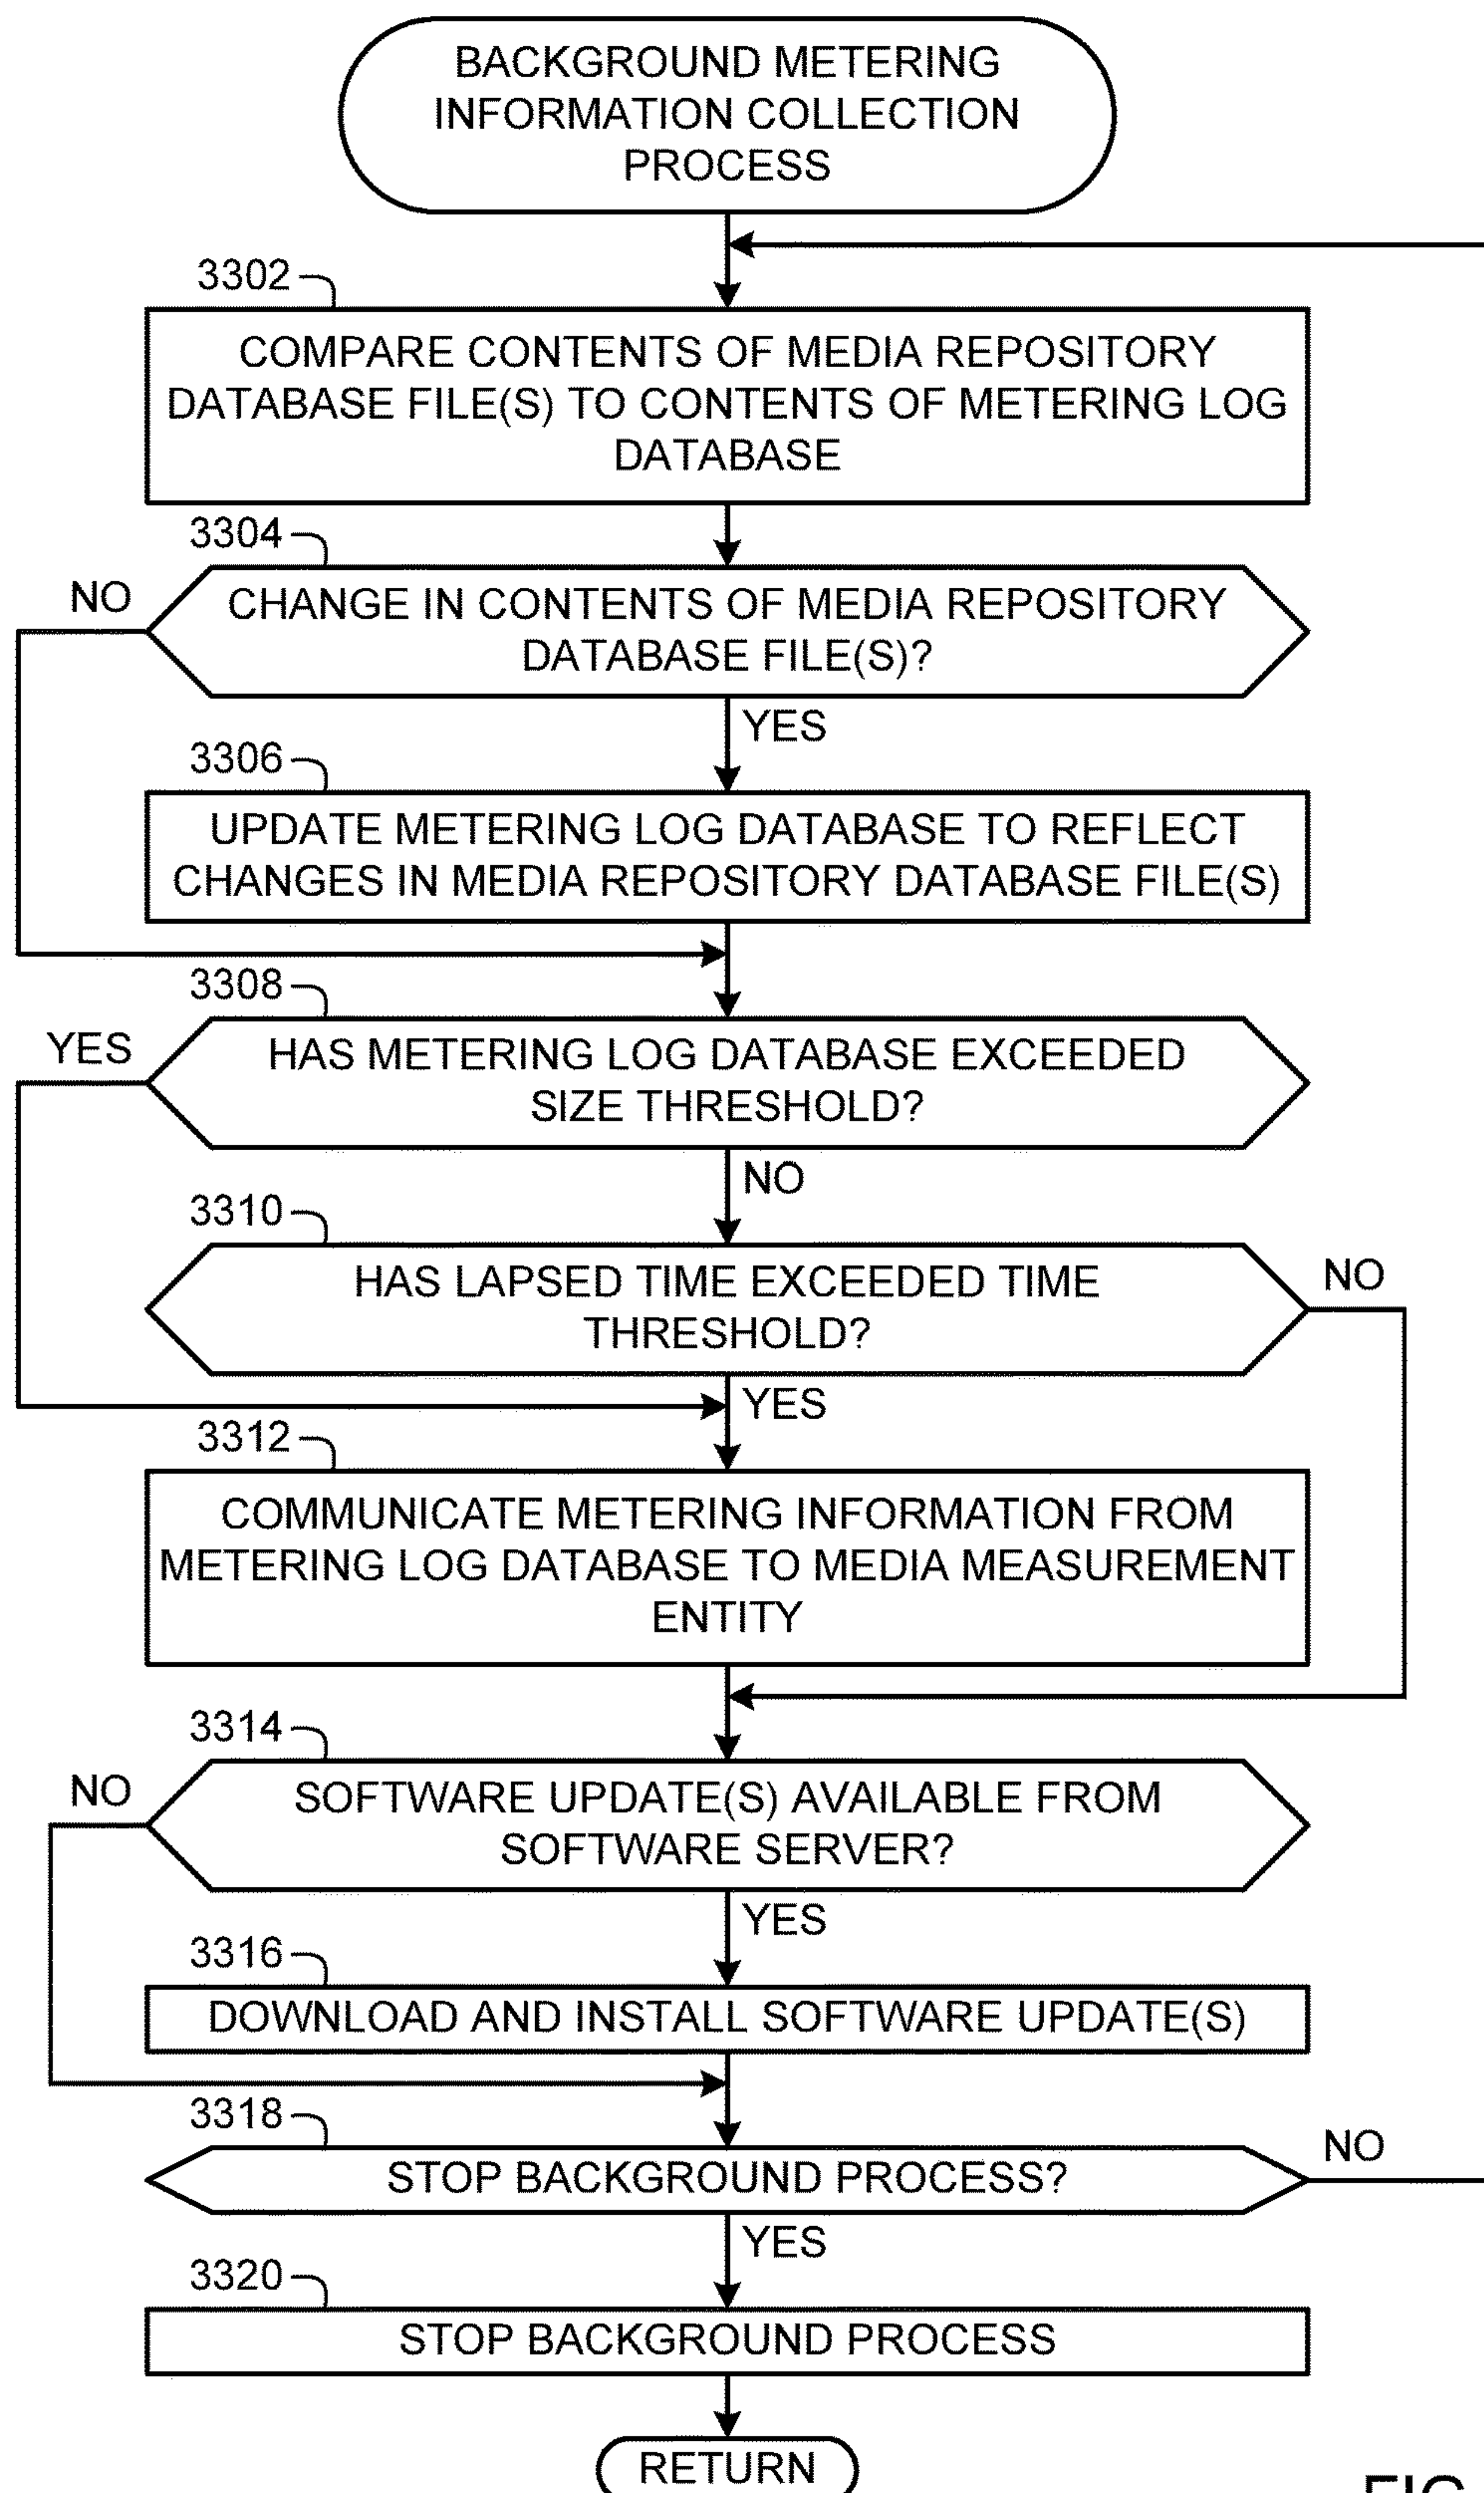 BACKGROUND METERING
INFORMATION COLLECTION
PROCESS
3302
COMPARE CONTENTS OF MEDIA REPOSITORY
DATABASE FILE(S) TO CONTENTS OF METERING LOG
DATABASE
3304
NO
CHANGE IN CONTENTS OF MEDIA REPOSITORY
DATABASE FILE(S)?
YES
3306
UPDATE METERING LOG DATABASE TO REFLECT
CHANGES IN MEDIA REPOSITORY DATABASE FILE(S)
3308
YES
HAS METERING LOG DATABASE EXCEEDED
SIZE THRESHOLD?
NO
3310
HAS LAPSED TIME EXCEEDED TIME
THRESHOLD?
NO
YES
3312
COMMUNICATE METERING INFORMATION FROM
METERING LOG DATABASE TO MEDIA MEASUREMENT
ENTITY
3314
NO
SOFTWARE UPDATE(S) AVAILABLE FROM
SOFTWARE SERVER?
YES
3316
DOWNLOAD AND INSTALL SOFTWARE UPDATE(S)
3318
STOP BACKGROUND PROCESS?
NO
YES
3320
STOP BACKGROUND PROCESS
RETURN